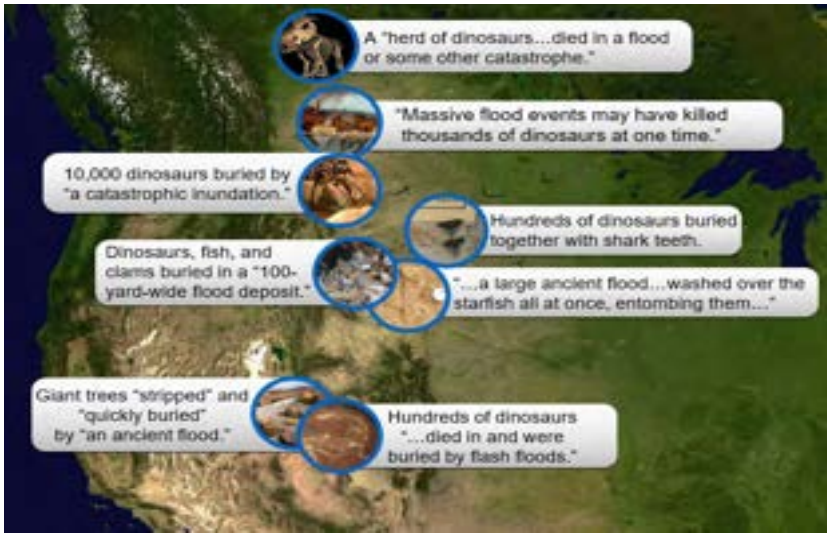 A “herd of dinosaurs…died in a flood
or some other catastrophe.”
“Massive flood events may have killed
thousands of dinosaurs at one time.”
10,000 dinosaurs buried by
“a catastrophic inundation.”
Hundreds of dinosaurs buried
together with shark teeth.
Dinosaurs, fish, and
clams buried in a “100-
yard-wide flood deposit.”
“…a large ancient flood…washed over the
starfish all at once, entombing them…”
Giant trees “stripped” and
“quickly buried”
by “an ancient flood.”
Hundreds of dinosaurs
“…died in and were
buried by flash floods.”